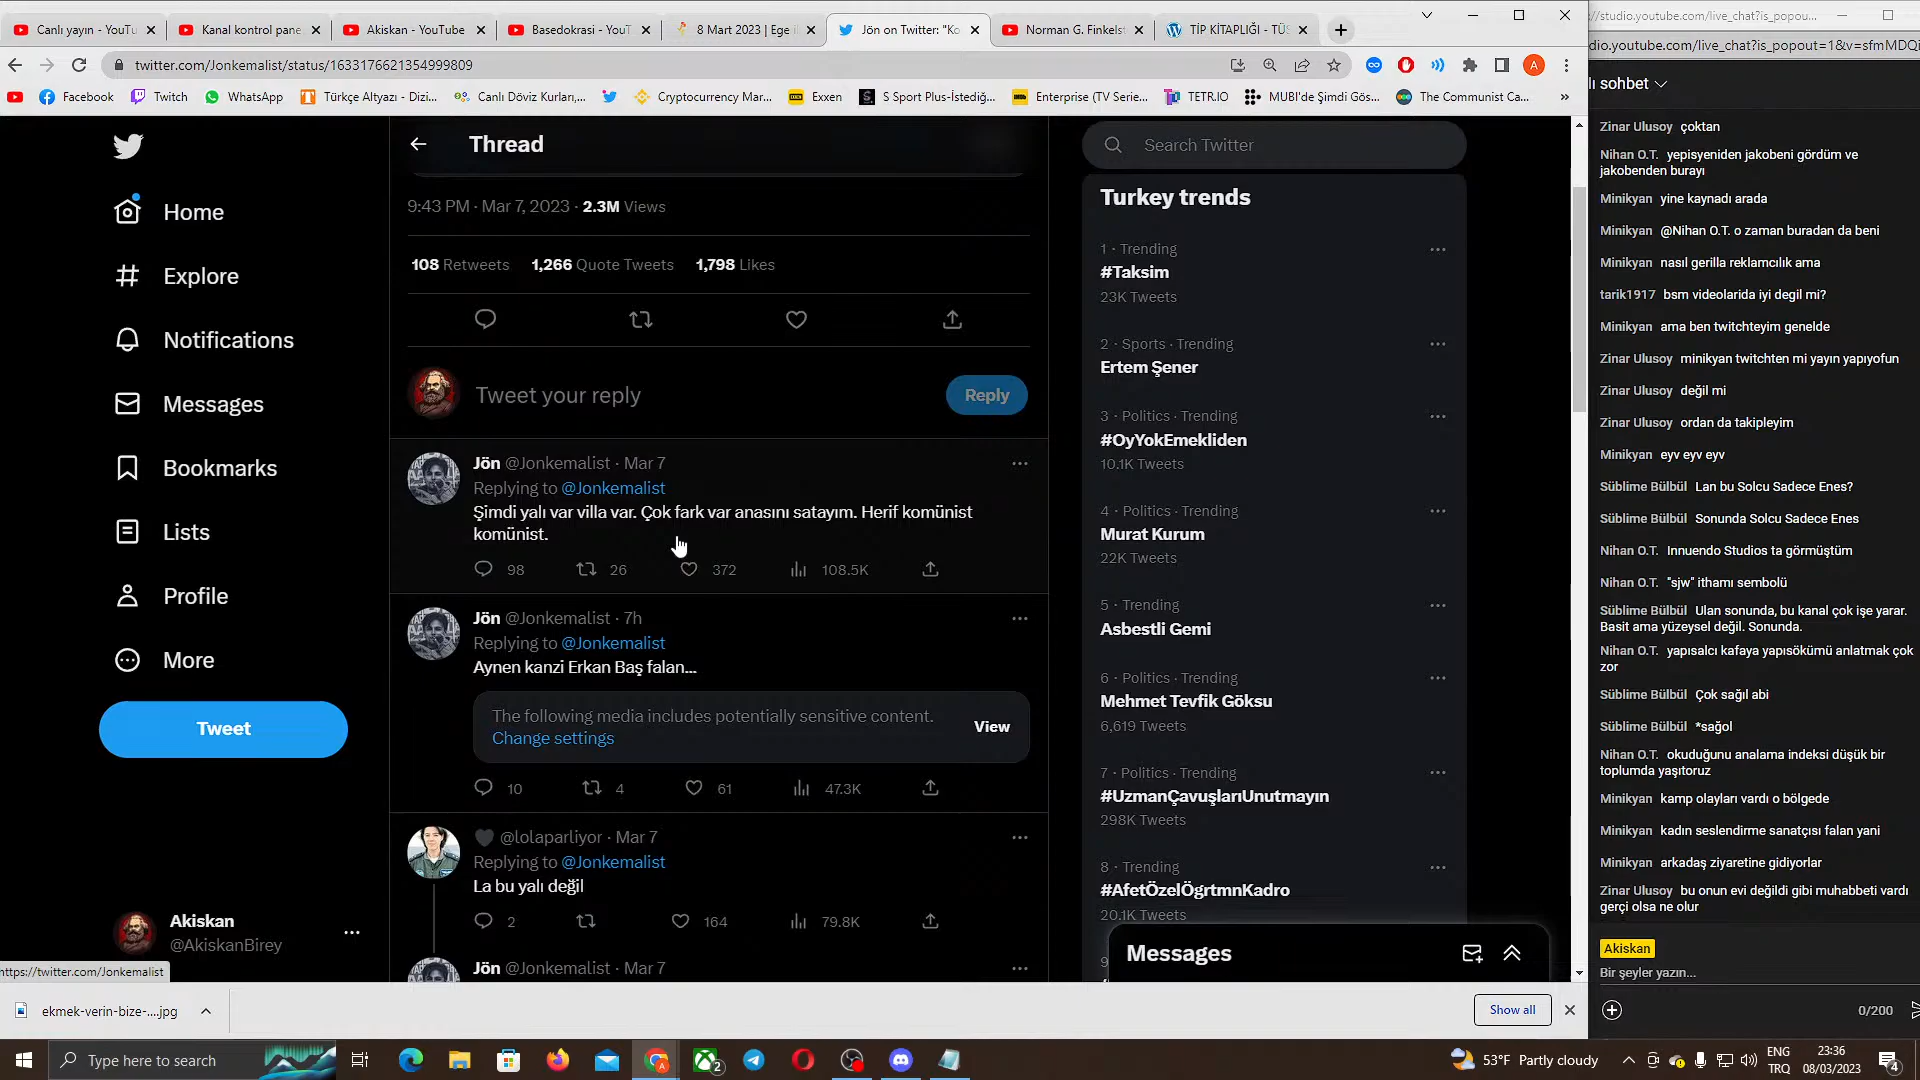 Canlı yayın - YouTu
Kanal kontrol pane
Akiskan - YouTube
Basedokrasi - YouT
8 Mart 2023 | Ege i
Jön on Twitter: "Ko
Norman G. Finkelst
TİP KİTAPLIĞI - TÜS
//studio.youtube.com/live_chat?is_popou...
twitter.com/Jonkemalist/status/1633176621354999809
dio.youtube.com/live_chat?is_popout=1&v=sfmMDQi
Facebook
Twitch
WhatsApp
Türkçe Altyazı - Dizi...
Canlı Döviz Kurları,...
Cryptocurrency Mar...
Exxen
S Sport Plus-İstediğ...
Enterprise (TV Serie...
TETR.IO
MUBI'de Şimdi Gös...
The Communist Ca...
»
Home
Explore
Notifications
Messages
Bookmarks
Lists
Profile
More
Tweet
Akiskan
@AkiskanBirey
https://twitter.com/Jonkemalist
Thread
9:43 PM · Mar 7, 2023 · 2.3M Views
108 Retweets 1,266 Quote Tweets 1,798 Likes
Tweet your reply
Reply
Jön @Jonkemalist · Mar 7
Replying to @Jonkemalist
Şimdi yalı var villa var. Çok fark var anasını satayım. Herif komünist
komünist.
98 26 372 108.5K
Jön @Jonkemalist · 7h
Replying to @Jonkemalist
Aynen kanzi Erkan Baş falan...
The following media includes potentially sensitive content.
Change settings
View
10 4 61 47.3K
@lolaparliyor · Mar 7
Replying to @Jonkemalist
La bu yalı değil
2 164 79.8K
Jön @Jonkemalist · Mar 7
Search Twitter
Turkey trends
1 · Trending
#Taksim
23K Tweets
2 · Sports · Trending
Ertem Şener
3 · Politics · Trending
#OyYokEmekliden
10.1K Tweets
4 · Politics · Trending
Murat Kurum
22K Tweets
5 · Trending
Asbestli Gemi
6 · Politics · Trending
Mehmet Tevfik Göksu
6,619 Tweets
7 · Politics · Trending
#UzmanÇavuşlarıUnutmayın
298K Tweets
8 · Trending
#AfetÖzelÖgrtmnKadro
20.1K Tweets
9
Messages
lı sohbet
Zinar Ulusoy çoktan
Nihan O.T. yepisyeniden jakobeni gördüm ve
jakobenden burayı
Minikyan yine kaynadı arada
Minikyan @Nihan O.T. o zaman buradan da beni
Minikyan nasıl gerilla reklamcılık ama
tarik1917 bsm videolarida iyi degil mi?
Minikyan ama ben twitchteyim genelde
Zinar Ulusoy minikyan twitchten mi yayın yapıyofun
Zinar Ulusoy değil mi
Zinar Ulusoy ordan da takipleyim
Minikyan eyv eyv eyv
Süblime Bülbül Lan bu Solcu Sadece Enes?
Süblime Bülbül Sonunda Solcu Sadece Enes
Nihan O.T. Innuendo Studios ta görmüştüm
Nihan O.T. "sjw" ithamı sembolü
Süblime Bülbül Ulan sonunda, bu kanal çok işe yarar.
Basit ama yüzeysel değil. Sonunda.
Nihan O.T. yapısalcı kafaya yapısökümü anlatmak çok
zor
Süblime Bülbül Çok sağıl abi
Süblime Bülbül *sağol
Nihan O.T. okuduğunu analama indeksi düşük bir
toplumda yaşıtoruz
Minikyan kamp olayları vardı o bölgede
Minikyan kadın seslendirme sanatçısı falan yani
Minikyan arkadaş ziyaretine gidiyorlar
Zinar Ulusoy bu onun evi değildi gibi muhabbeti vardı
gerçi olsa ne olur
Akiskan
Bir şeyler yazın...
0/200
ekmek-verin-bize-....jpg
Show all
Type here to search
2
53°F Partly cloudy
ENG
TRQ
23:36
08/03/2023
4